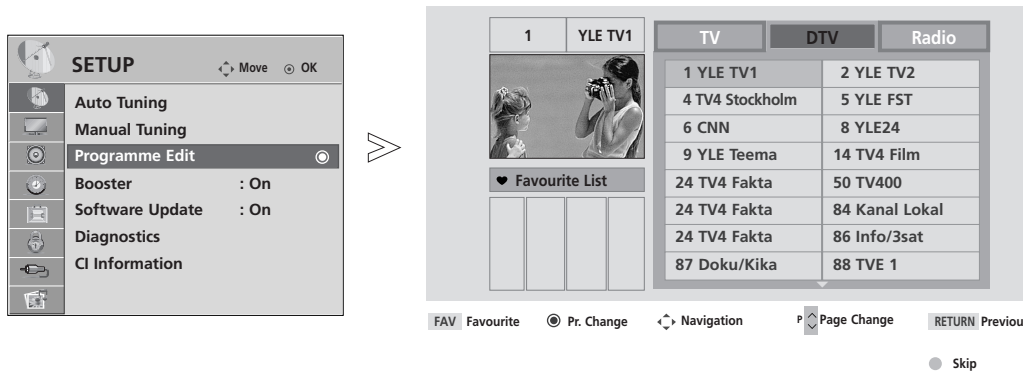 SETUP Move OK
Auto Tuning
Manual Tuning
Programme Edit
Booster : On
Software Update : On
Diagnostics
CI Information
1 YLE TV1
Favourite List
TV DTV Radio
1 YLE TV1 2 YLE TV2
4 TV4 Stockholm 5 YLE FST
6 CNN 8 YLE24
9 YLE Teema 14 TV4 Film
24 TV4 Fakta 50 TV400
24 TV4 Fakta 84 Kanal Lokal
24 TV4 Fakta 86 Info/3sat
87 Doku/Kika 88 TVE 1
FAV Favourite Pr. Change Navigation P Page Change RETURN Previou
Skip